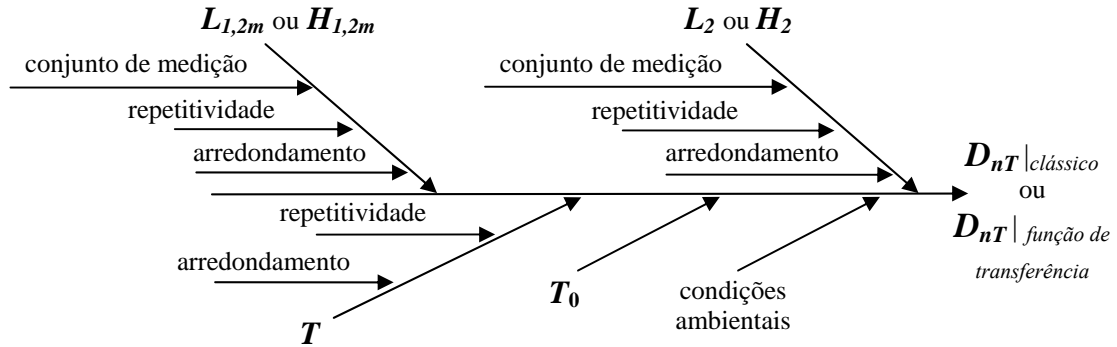 L1,2m ou H1,2m
conjunto de medição
repetitividade
arredondamento
L2 ou H2
conjunto de medição
repetitividade
arredondamento
DnT |clássico
ou
DnT | função de
transferência
repetitividade
arredondamento
T
T0
condições
ambientais